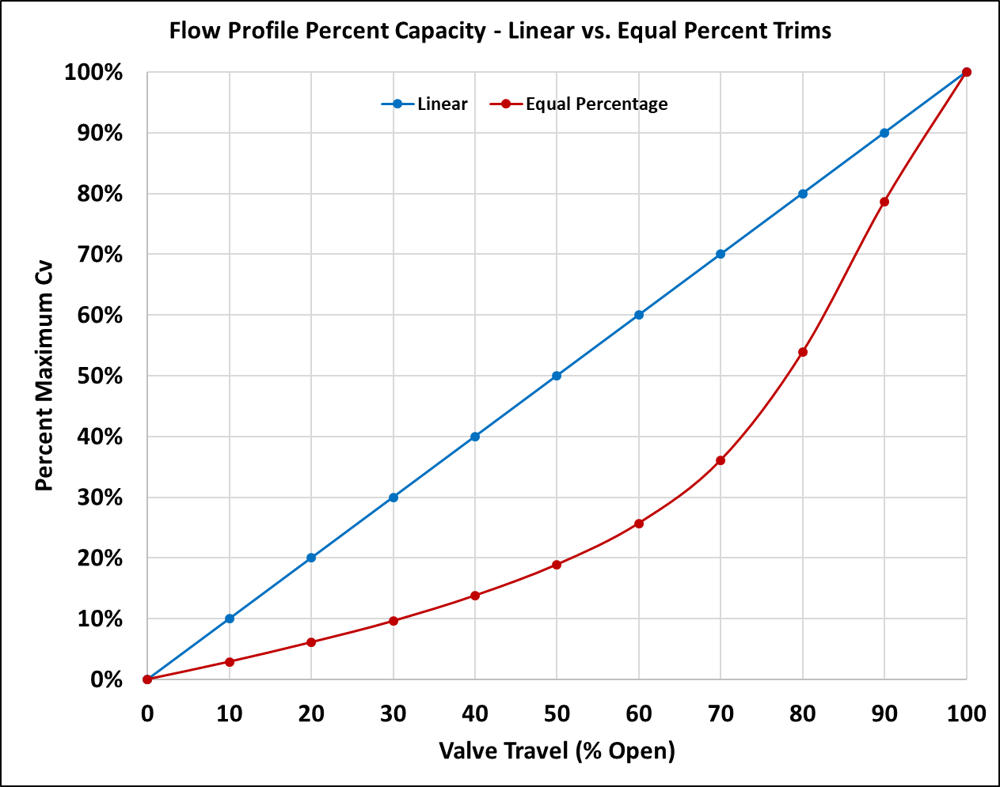 Flow Profile Percent Capacity - Linear vs. Equal Percent Trims
Linear
Equal Percentage
Percent Maximum Cv
100%
90%
80%
70%
60%
50%
40%
30%
20%
10%
0%
0 10 20 30 40 50 60 70 80 90 100
Valve Travel (% Open)